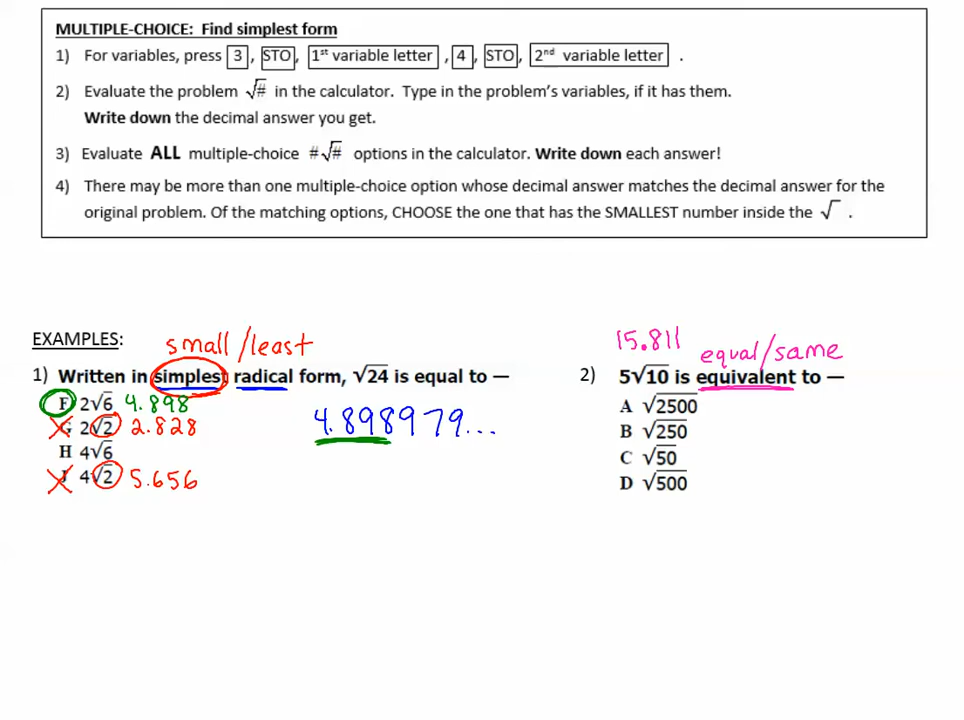 MULTIPLE-CHOICE: Find simplest form
1) For variables, press 3 , STO, 1st variable letter , 4 , STO, 2nd variable letter .
2) Evaluate the problem √# in the calculator. Type in the problem's variables, if it has them.
Write down the decimal answer you get.
3) Evaluate ALL multiple-choice #√# options in the calculator. Write down each answer!
4) There may be more than one multiple-choice option whose decimal answer matches the decimal answer for the
original problem. Of the matching options, CHOOSE the one that has the SMALLEST number inside the √ .
EXAMPLES:
small/least
1) Written in simplest radical form, √24 is equal to —
F 2√6 4.898
G 2√2 2.828
H 4√6
J 4√2 5.656
4.898979...
15.811
equal/same
2) 5√10 is equivalent to —
A √2500
B √250
C √50
D √500